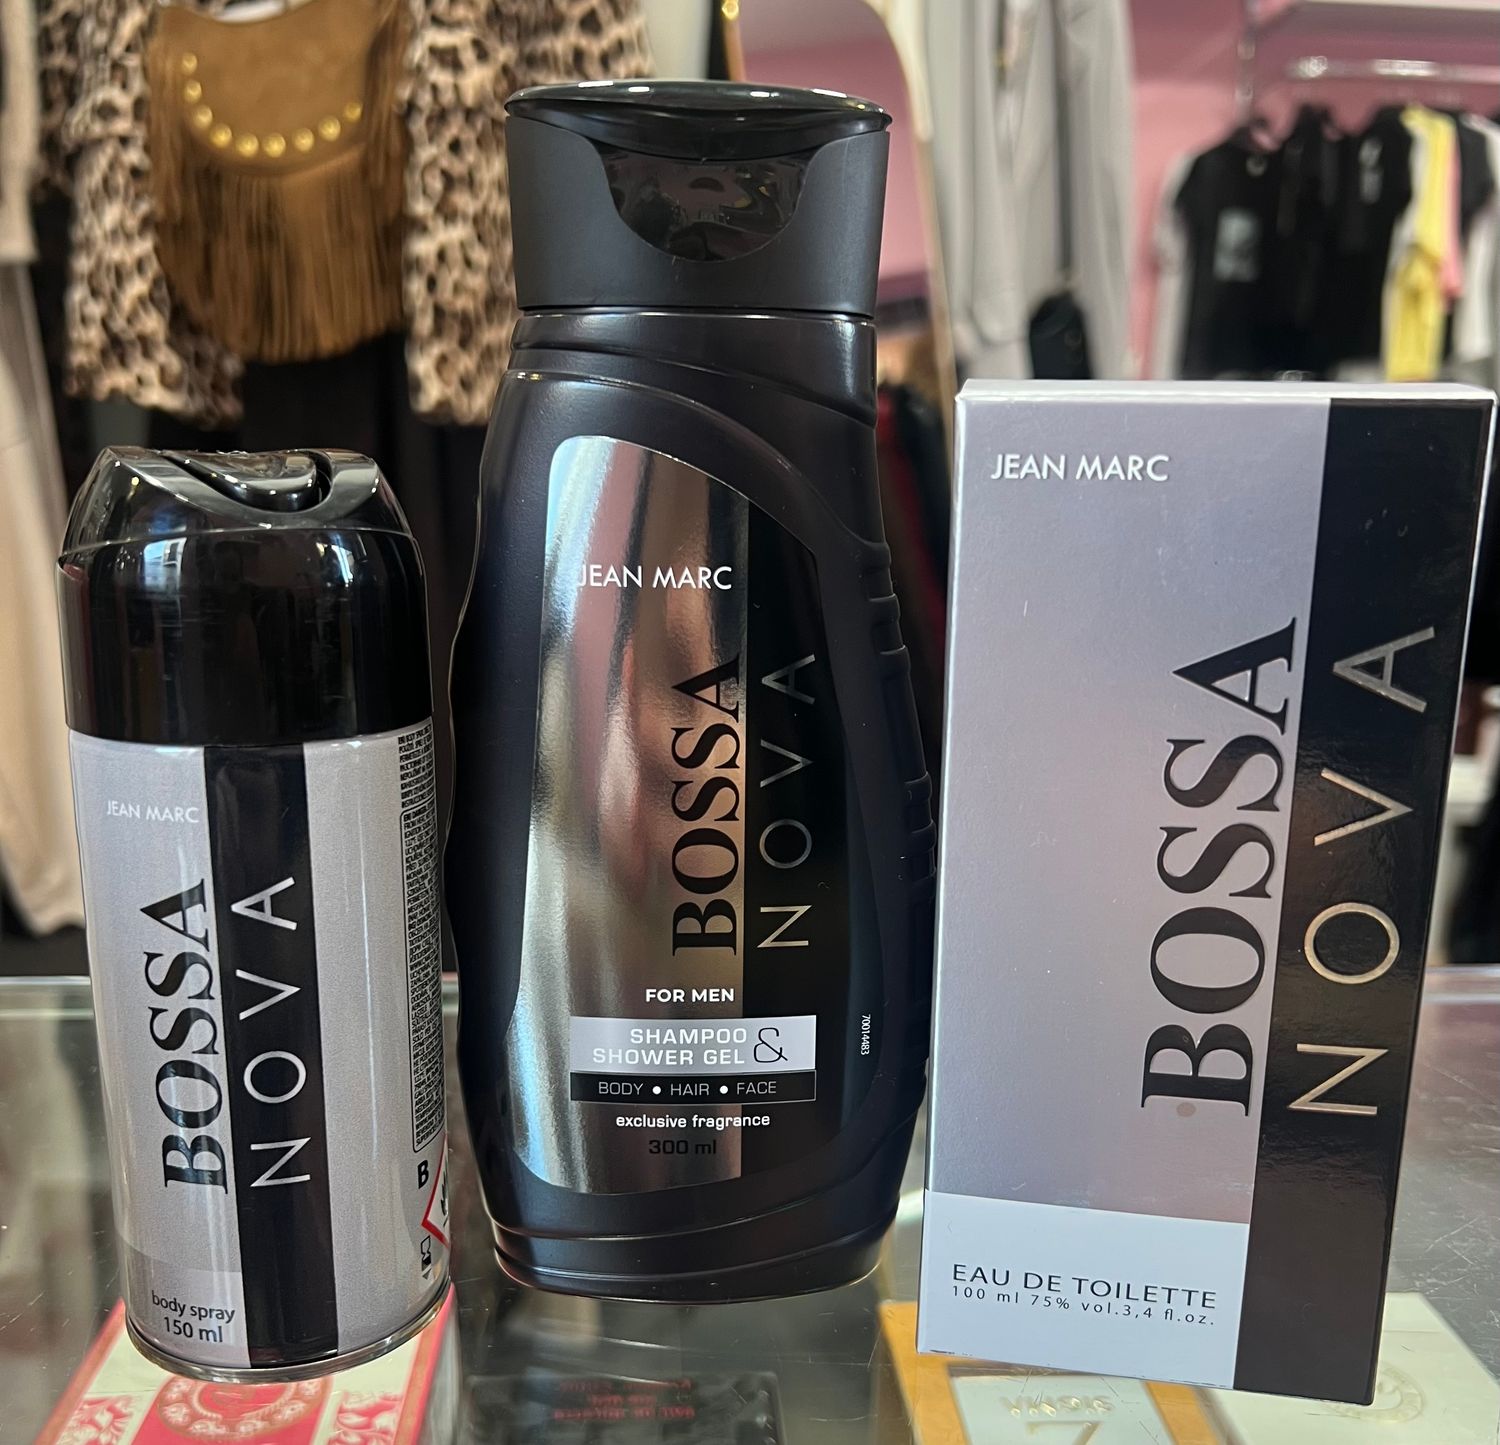 JEAN MARC
BOSSA
NOVA
body spray
150 ml
B
JEAN MARC
BOSSA
NOVA
FOR MEN
SHAMPOO &
SHOWER GEL
BODY • HAIR • FACE
exclusive fragrance
300 ml
70014483
JEAN MARC
BOSSA
NOVA
EAU DE TOILETTE
100 ml 75% vol.3,4 fl.oz.